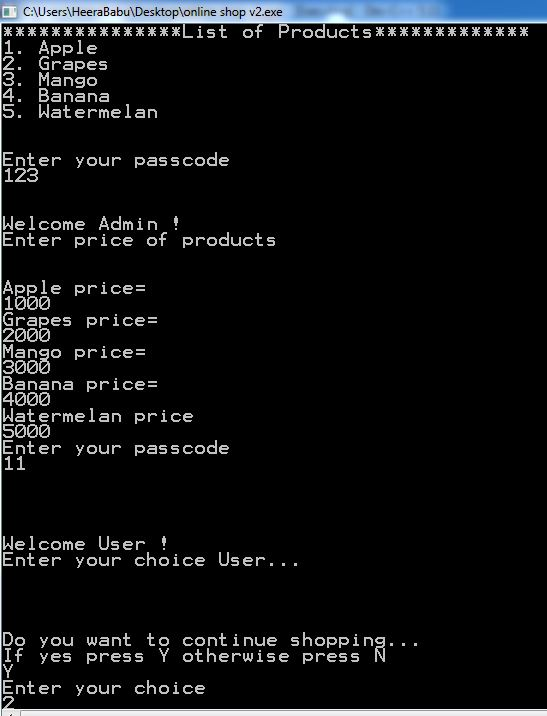 C:\Users\HeeraBabu\Desktop\online shop v2.exe
***************List of Products*************
1. Apple
2. Grapes
3. Mango
4. Banana
5. Watermelan
Enter your passcode
123
Welcome Admin !
Enter price of products
Apple price=
1000
Grapes price=
2000
Mango price=
3000
Banana price=
4000
Watermelan price
5000
Enter your passcode
11
Welcome User !
Enter your choice User...
Do you want to continue shopping...
If yes press Y otherwise press N
Y
Enter your choice
2